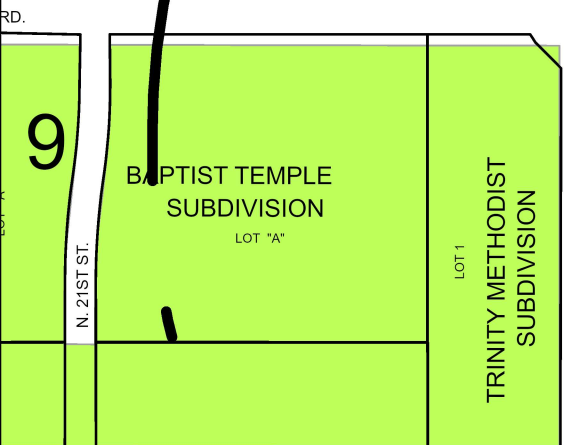 RD.
9
BAPTIST TEMPLE
SUBDIVISION
LOT "A"
N. 21ST ST.
LOT 1
TRINITY METHODIST
SUBDIVISION